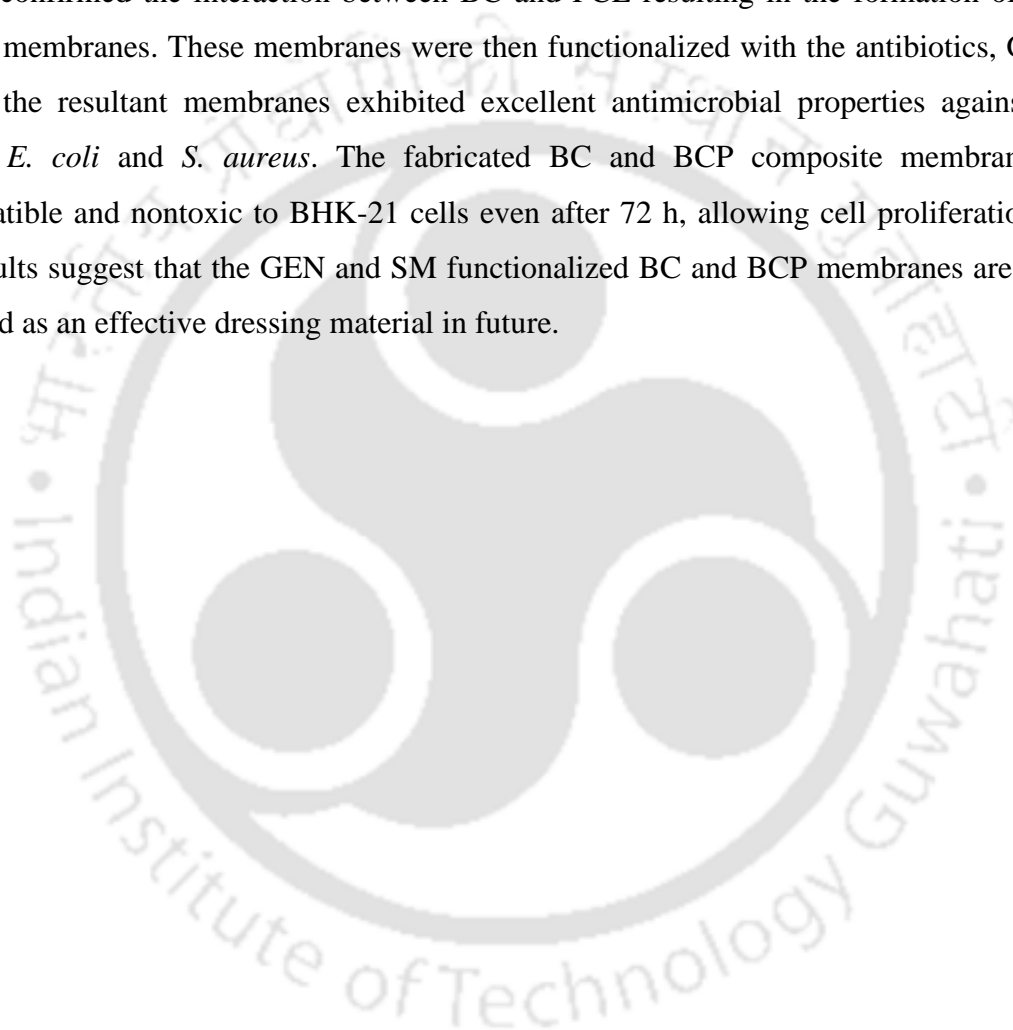 confirmed the interaction between BC and PCL resulting in the formation of
membranes. These membranes were then functionalized with the antibiotics,
the resultant membranes exhibited excellent antimicrobial properties agains
E. coli and S. aureus. The fabricated BC and BCP composite membran
atible and nontoxic to BHK-21 cells even after 72 h, allowing cell proliferatio
ults suggest that the GEN and SM functionalized BC and BCP membranes are
d as an effective dressing material in future.
भारतीय प्रौद्योगिकी संस्थान गुवाहाटी
Indian Institute of Technology Guwahati